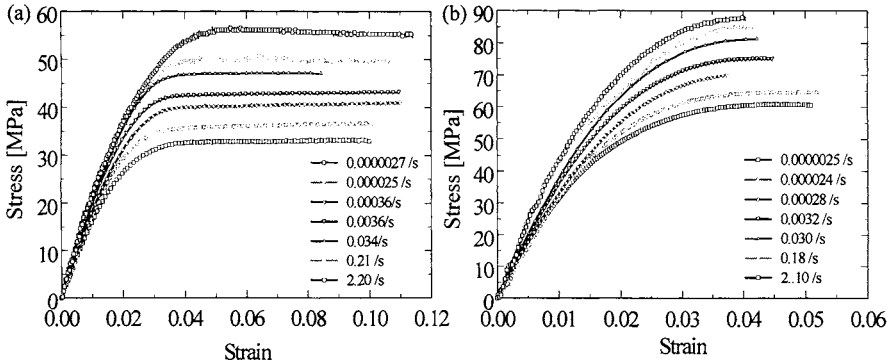 (a)
60
50
40
30
20
10
0
Stress [MPa]
0.0000027/s
0.000025/s
0.00036/s
0.0036/s
0.034/s
0.21 /s
2.20 /s
0.00 0.02 0.04 0.06 0.08 0.10 0.12
Strain
(b)
90
80
70
60
50
40
30
20
10
0
Stress [MPa]
0.0000025/s
0.000024 /s
0.00028 /s
0.0032 /s
0.030 /s
0.18 /s
2..10 /s
0.00 0.01 0.02 0.03 0.04 0.05 0.06
Strain